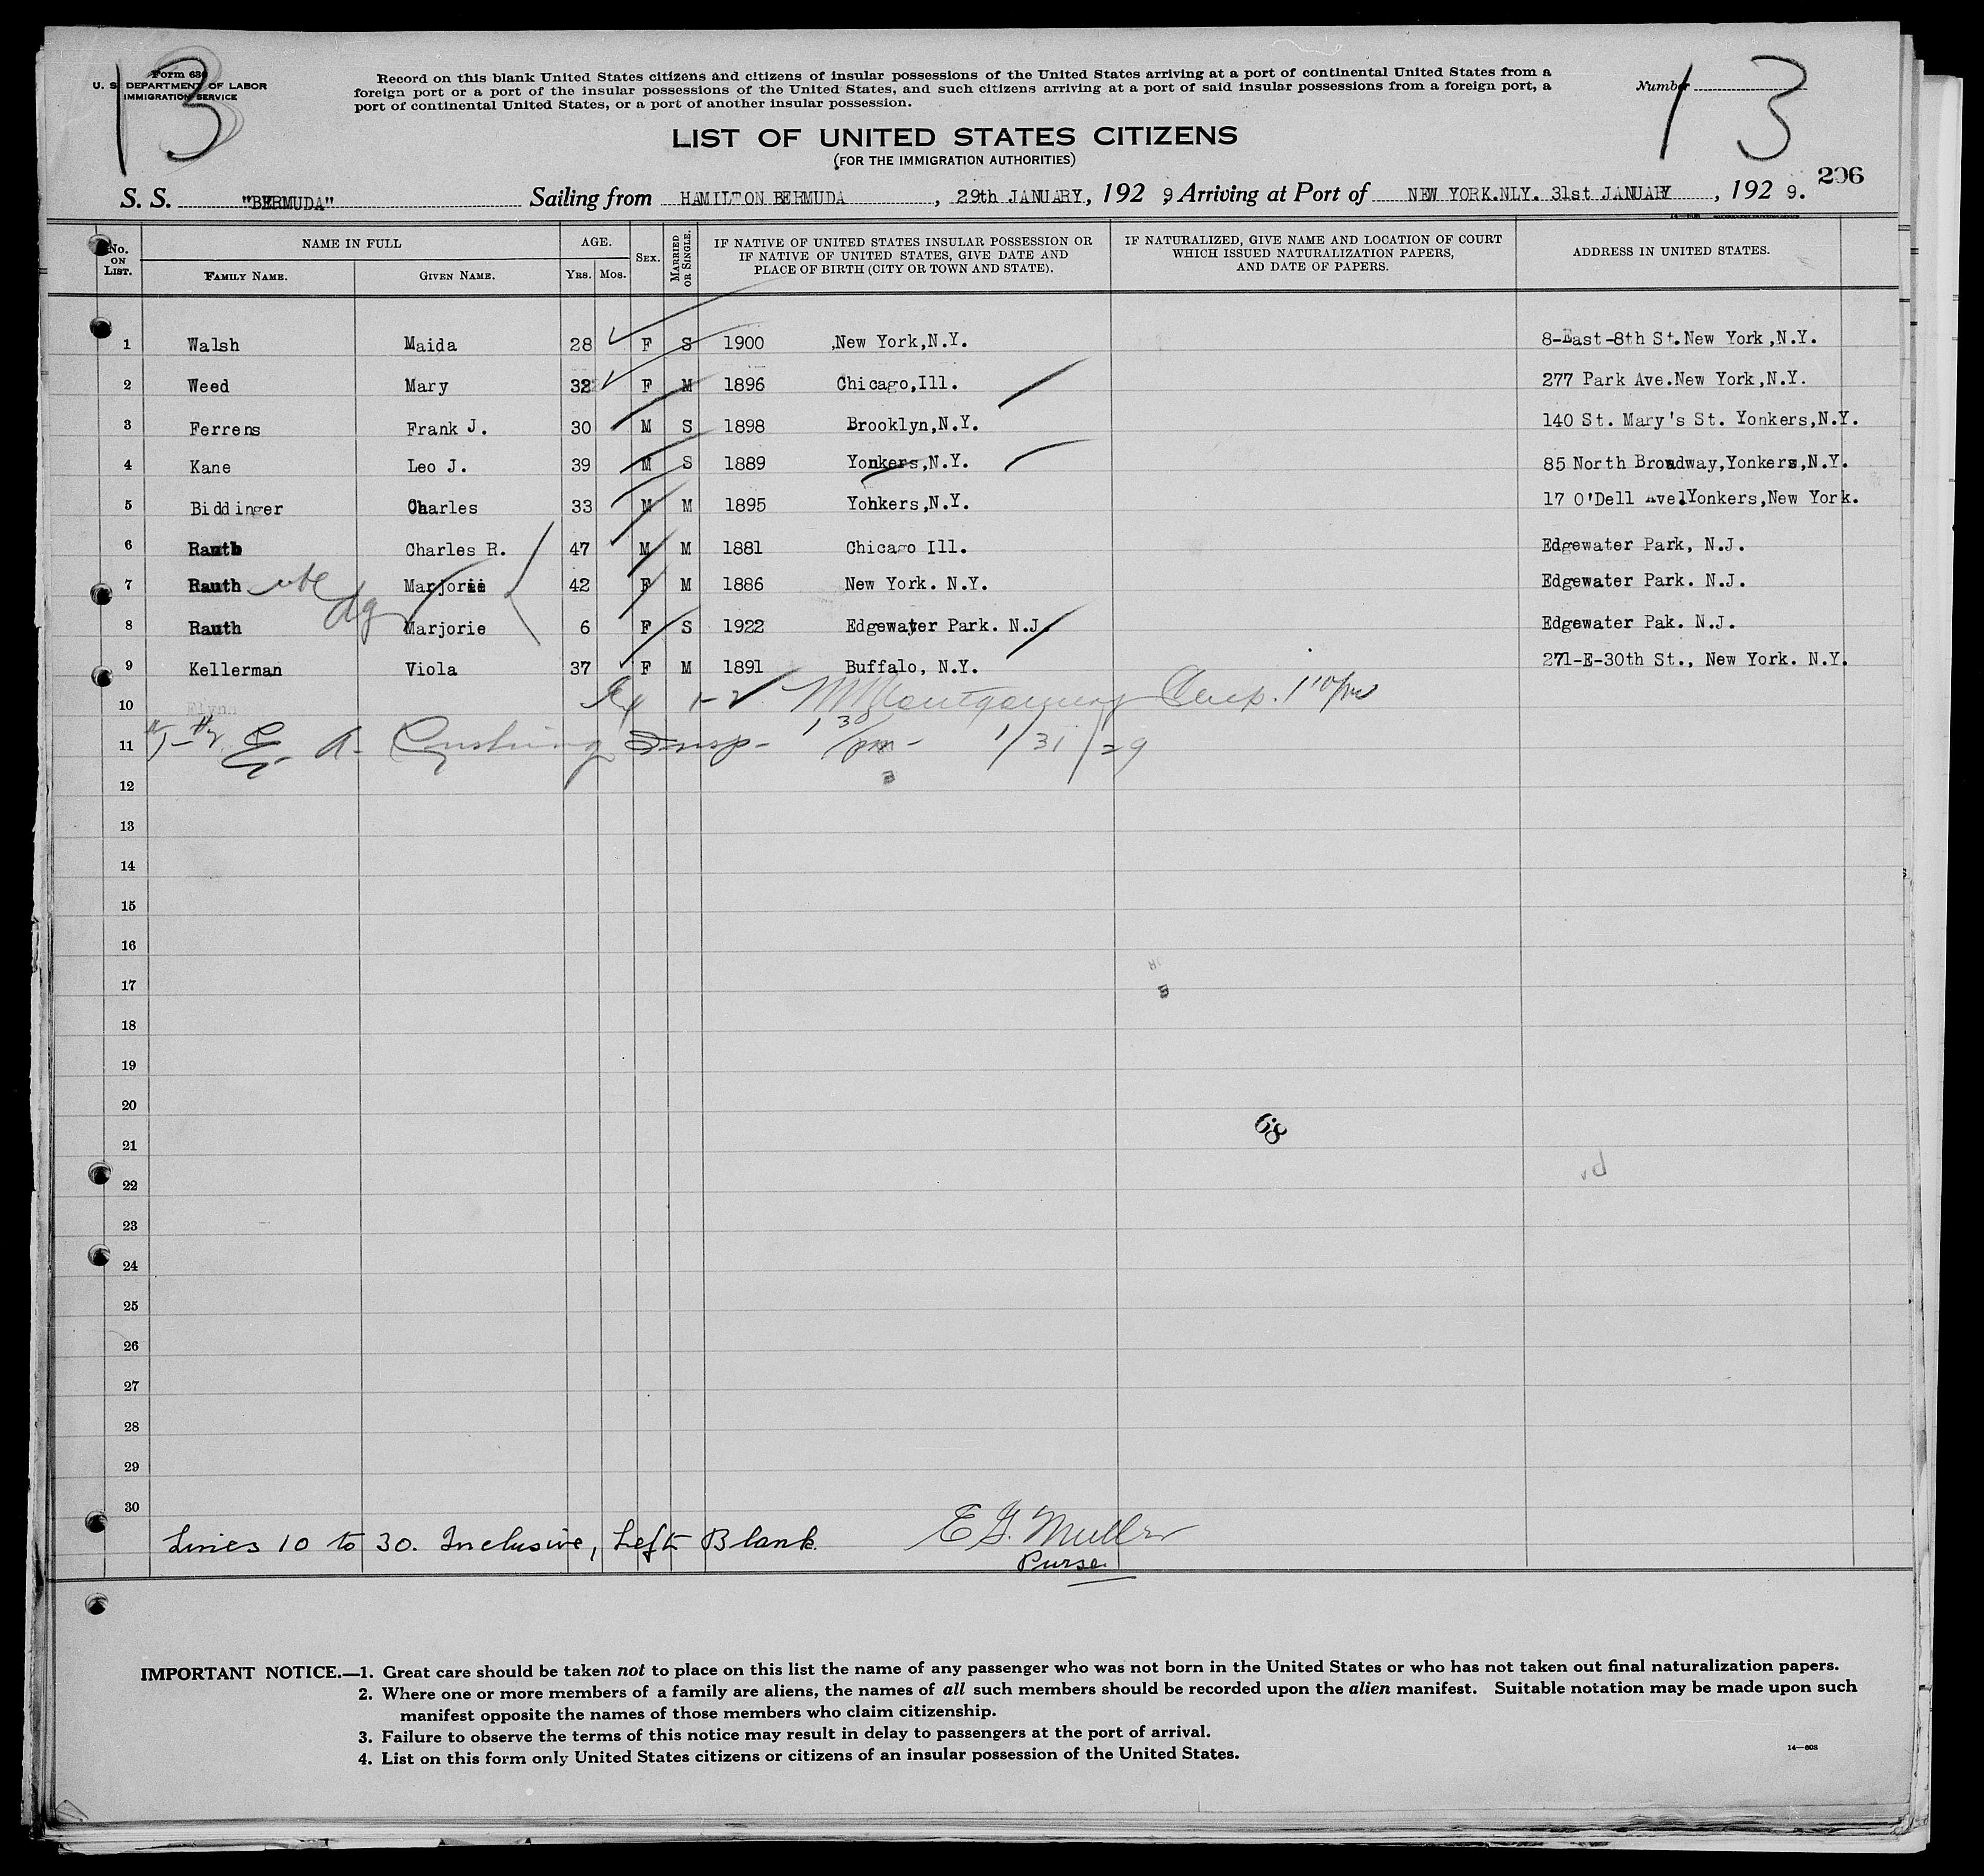 13
Form 630
U. S. DEPARTMENT OF LABOR
IMMIGRATION SERVICE
Record on this blank United States citizens and citizens of insular possessions of the United States arriving at a port of continental United States from a
foreign port or a port of the insular possessions of the United States, and such citizens arriving at a port of said insular possessions from a foreign port, a
port of continental United States, or a port of another insular possession.
Number 13
LIST OF UNITED STATES CITIZENS
(FOR THE IMMIGRATION AUTHORITIES)
206
S. S. "BERMUDA" Sailing from HAMILTON BERMUDA, 29th JANUARY, 1929, Arriving at Port of NEW YORK.NLY. 31st JANUARY, 1929.
No. ON LIST. NAME IN FULL AGE. SEX. MARRIED OR SINGLE. IF NATIVE OF UNITED STATES INSULAR POSSESSION OR IF NATIVE OF UNITED STATES, GIVE DATE AND PLACE OF BIRTH (CITY OR TOWN AND STATE). IF NATURALIZED, GIVE NAME AND LOCATION OF COURT WHICH ISSUED NATURALIZATION PAPERS, AND DATE OF PAPERS. ADDRESS IN UNITED STATES.
FAMILY NAME. GIVEN NAME. YRS. MOS.
1 Walsh Maida 28 F S 1900 ,New York,N.Y. 8-East-8th St.New York,N.Y.
2 Weed Mary 32 F M 1896 Chicago,Ill. 277 Park Ave.New York,N.Y.
3 Ferrens Frank J. 30 M S 1898 Brooklyn,N.Y. 140 St. Mary's St. Yonkers,N.Y.
4 Kane Leo J. 39 M S 1889 Yonkers,N.Y. 85 North Broadway,Yonkers,N.Y.
5 Biddinger Charles 33 M M 1895 Yonkers,N.Y. 17 O'Dell Ave.Yonkers,New York.
6 Rauth Charles R. 47 M M 1881 Chicago Ill. Edgewater Park, N.J.
7 Rauth Marjorie 42 F M 1886 New York. N.Y. Edgewater Park. N.J.
8 Rauth Marjorie 6 F S 1922 Edgewater Park. N.J. Edgewater Pak. N.J.
9 Kellerman Viola 37 F M 1891 Buffalo, N.Y. 271-E-30th St., New York. N.Y.
10 1-2 Montgomery 1 10/pm
11 E. A. Cushing Insp- 1 30/pm- 1/31/29
12
13
14
15
16
17
18
19
20
68
21
22
23
24
25
26
27
28
29
30
Lines 10 to 30. Inclusive, Left Blank. E G. Muller
Purser
IMPORTANT NOTICE.—1. Great care should be taken not to place on this list the name of any passenger who was not born in the United States or who has not taken out final naturalization papers.
2. Where one or more members of a family are aliens, the names of all such members should be recorded upon the alien manifest. Suitable notation may be made upon such
manifest opposite the names of those members who claim citizenship.
3. Failure to observe the terms of this notice may result in delay to passengers at the port of arrival.
4. List on this form only United States citizens or citizens of an insular possession of the United States.
14—808